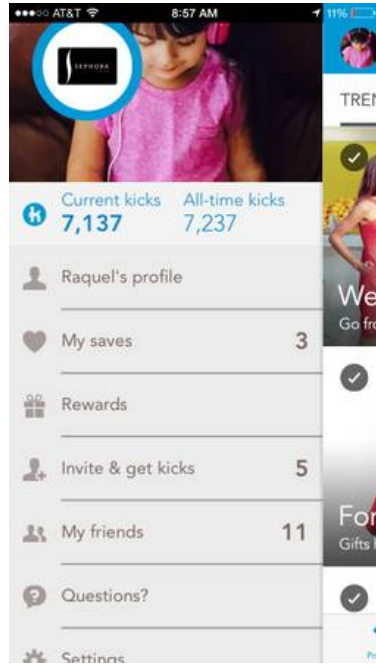 AT&T 8:57 AM 11%
SEPHORA
Current kicks All-time kicks
7,137 7,237
Raquel's profile
My saves 3
Rewards
Invite & get kicks 5
My friends 11
Questions?
Settings
TREN
We
Go fro
For
Gifts